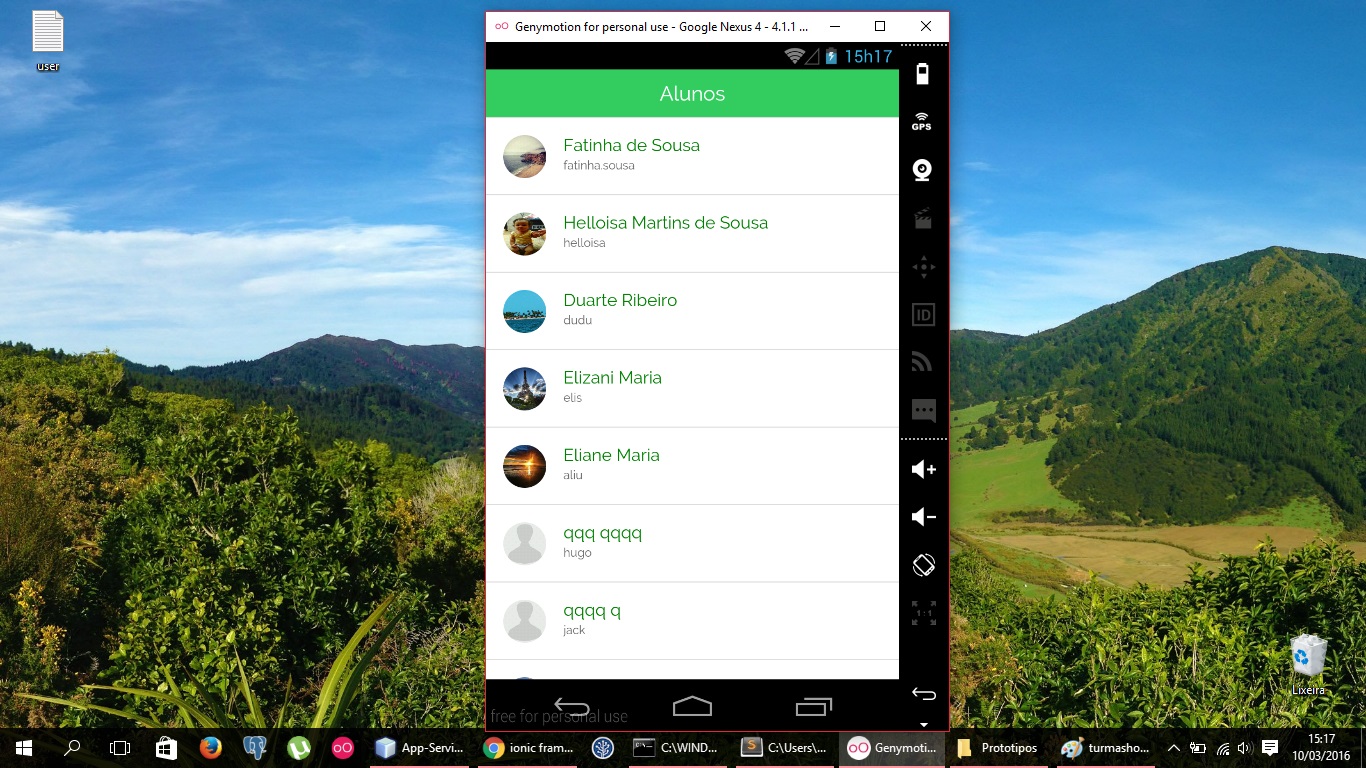 user
Genymotion for personal use - Google Nexus 4 - 4.1.1 ...
15h17
Alunos
GPS
Fatinha de Sousa
fatinha.sousa
Helloisa Martins de Sousa
helloisa
Duarte Ribeiro
dudu
ID
Elizani Maria
elis
Eliane Maria
aliu
qqq qqqq
hugo
qqqq q
jack
1:1
free for personal use
Lixeira
App-Servi...
ionic fram...
C:\WIND...
C:\Users\...
Genymoti...
Prototipos
turmasho...
15:17
10/03/2016